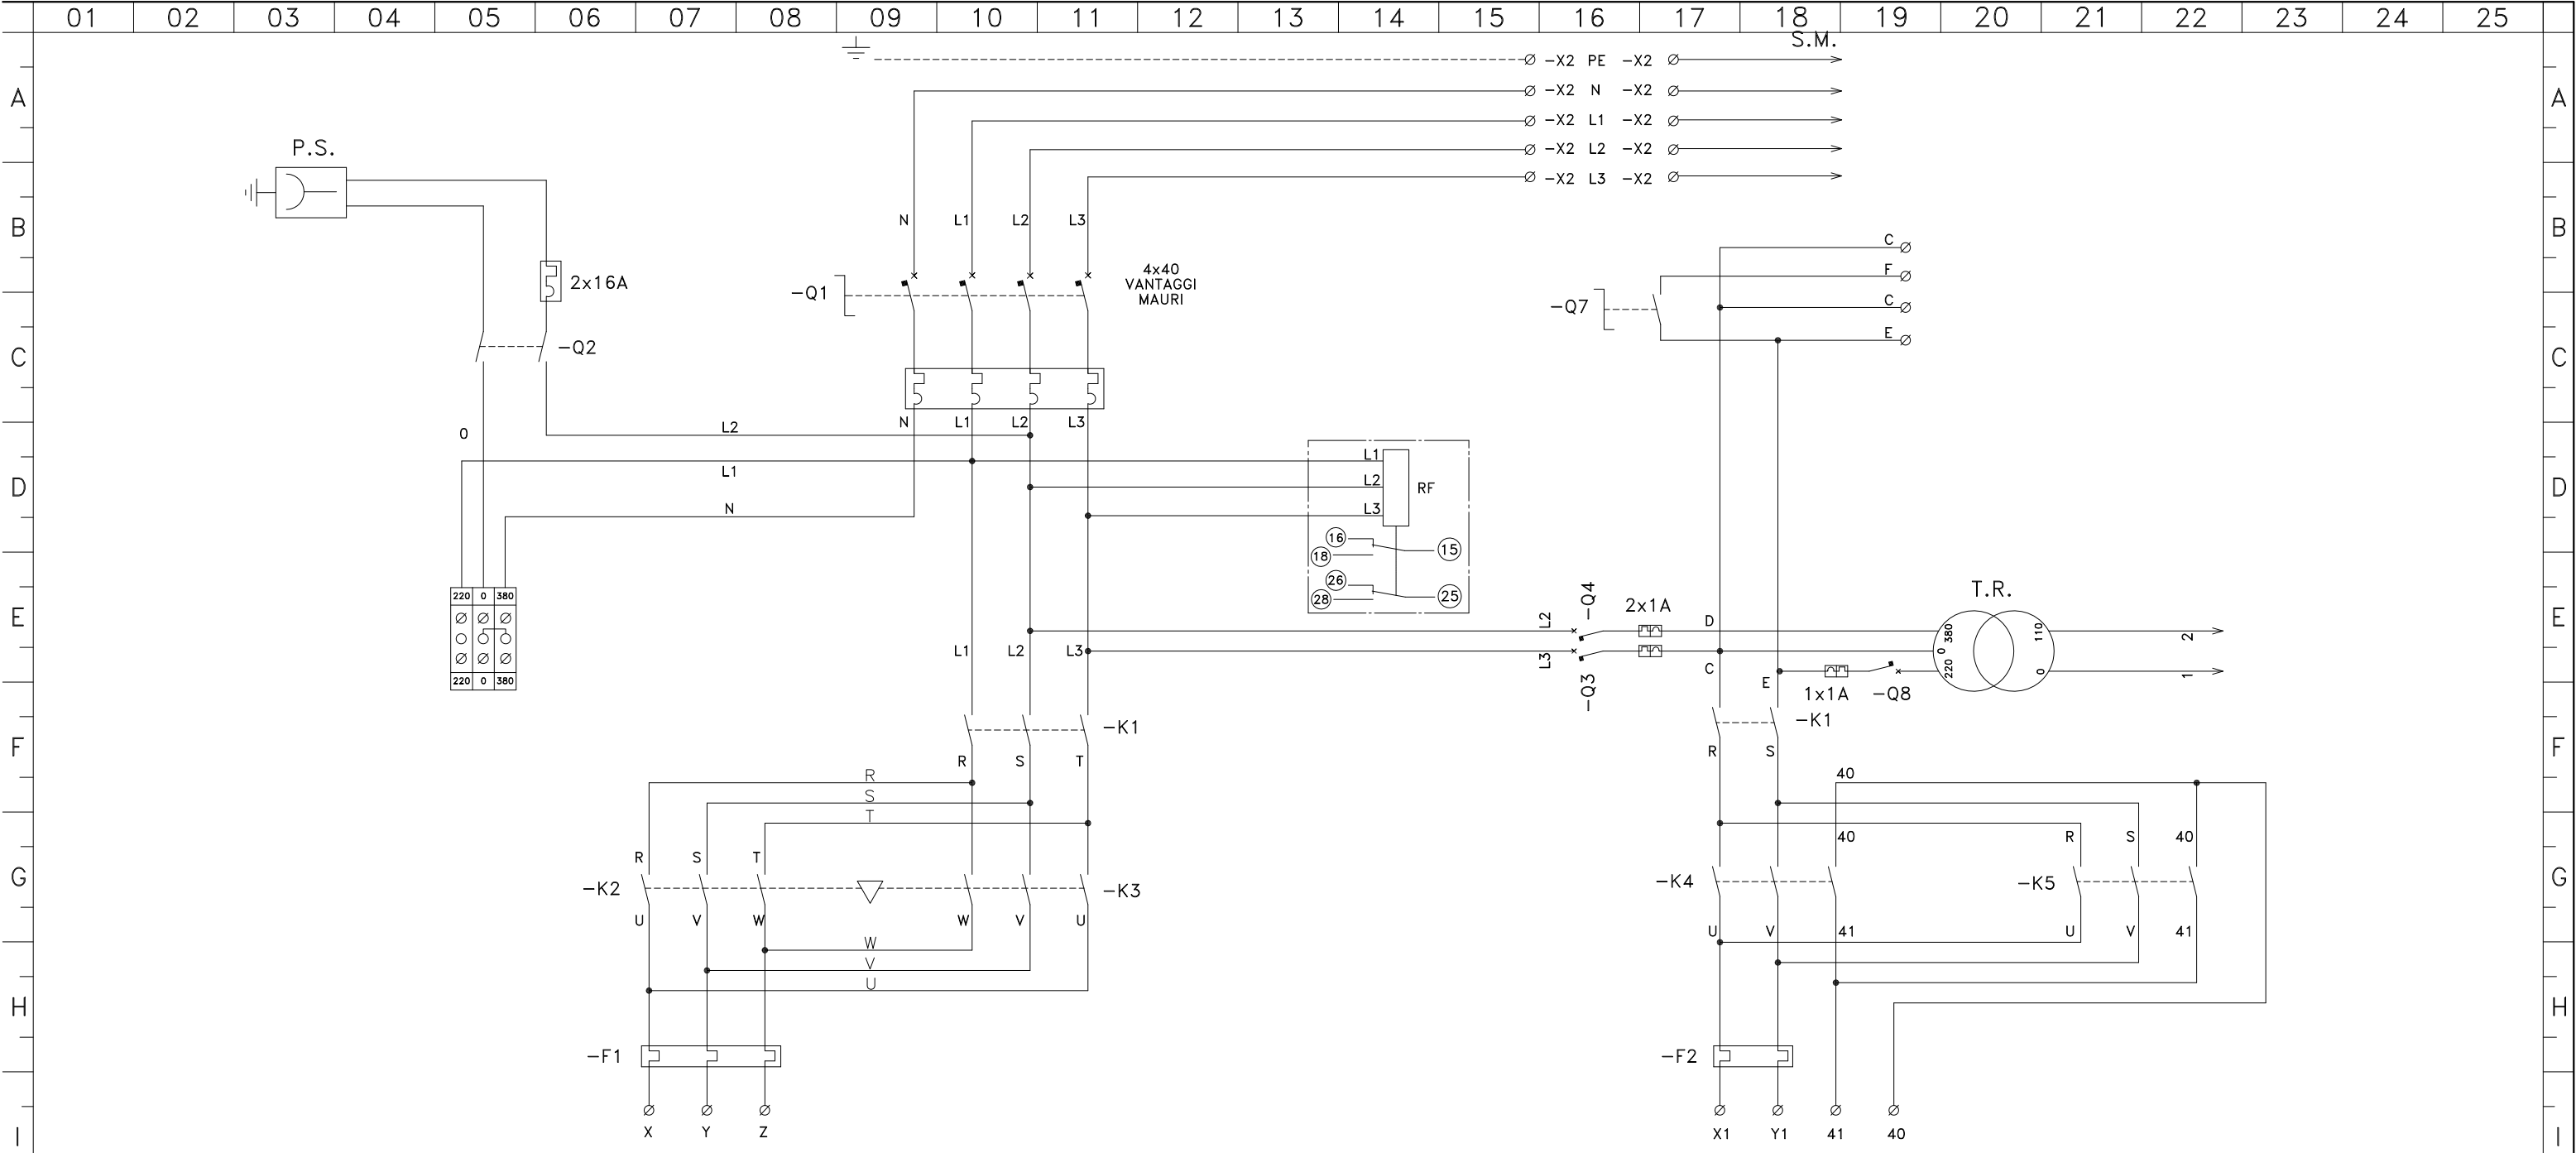 01 02 03 04 05 06 07 08 09 10 11 12 13 14 15 16 17 18 19 20 21 22 23 24 25
S.M.
-X2 PE -X2
A -X2 N -X2 A
-X2 L1 -X2
P.S. -X2 L2 -X2
-X2 L3 -X2
B N L1 L2 L3 B
C
4x40
VANTAGGI
MAURI
F
2x16A
-Q1
C
-Q7
E
-Q2
C C
N L1 L2 L3
0 L2
L1
L1
L2 RF
D D
N
L3
16
15
18
26
25
28
220 0 380
T.R.
-Q4
2x1A
L2 D
E E
380 110
2
0
L1 L2 L3
L3 C
220 0
1
E
220 0 380
-Q3
1x1A -Q8
-K1 -K1
F F
R S T R S
R 40
S
T
40 R S 40
R S T
G G
-K2 -K3 -K4 -K5
U V W W V U
U V 41 U V 41
W
V
U
H H
-F1 -F2
X Y Z X1 Y1 41 40
I I